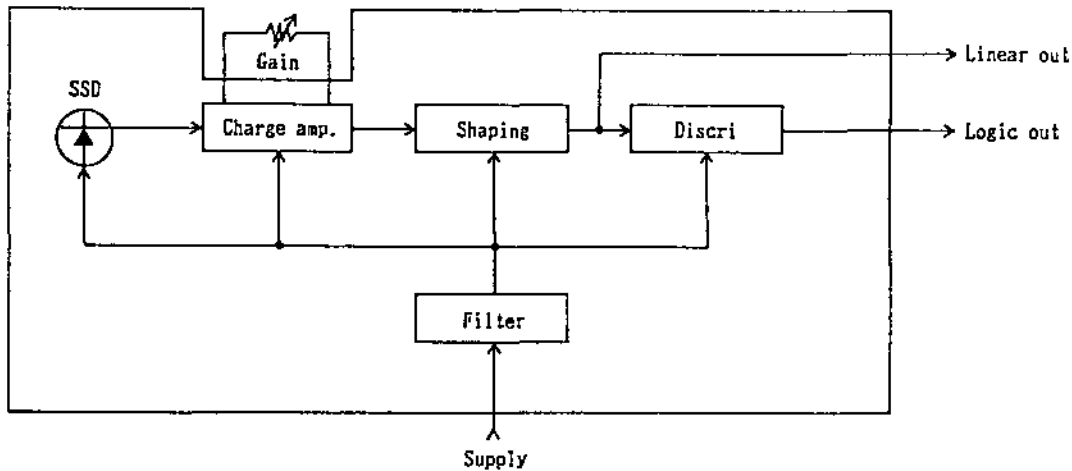 Gain
Linear out
SSD
Charge amp.
Shaping
Discri
Logic out
Filter
Supply